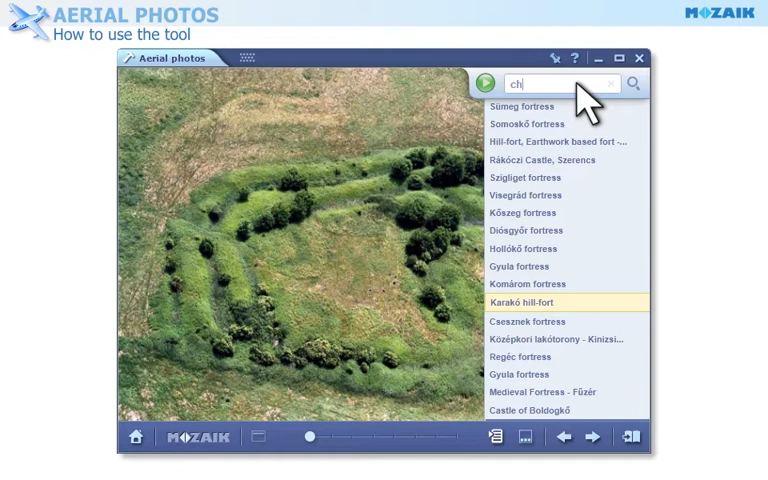 AERIAL PHOTOS
How to use the tool
MOZAIK
Aerial photos
ch
Sümeg fortress
Somoskő fortress
Hill-fort, Earthwork based fort -...
Rákóczi Castle, Szerencs
Szigliget fortress
Visegrád fortress
Kőszeg fortress
Diósgyőr fortress
Hollókő fortress
Gyula fortress
Komárom fortress
Karakó hill-fort
Csesznek fortress
Középkori lakótorony - Kinizsi...
Regéc fortress
Gyula fortress
Medieval Fortress - Fűzér
Castle of Boldogkő
MOZAIK